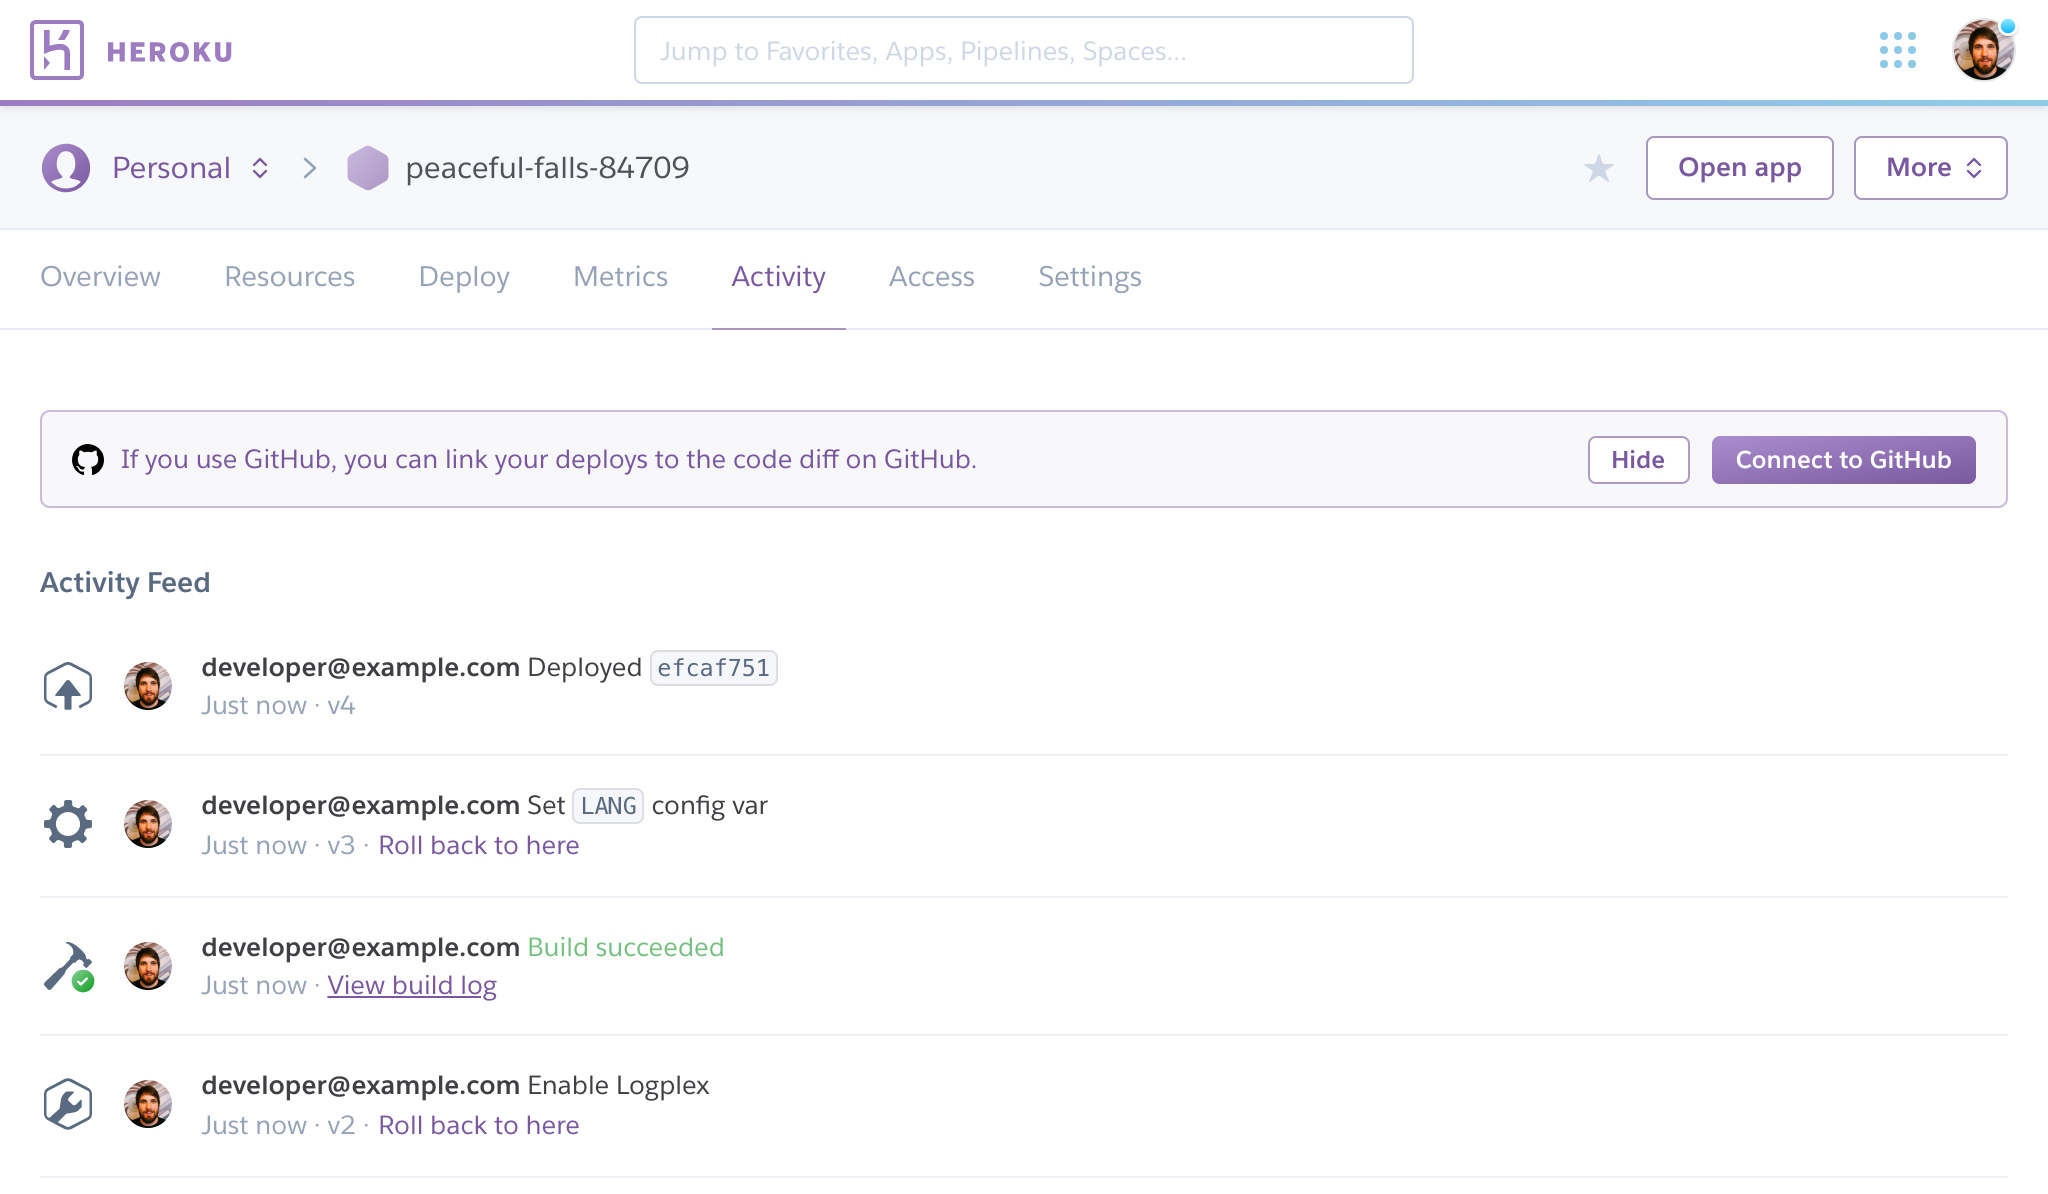 HEROKU
Jump to Favorites, Apps, Pipelines, Spaces...
Personal
peaceful-falls-84709
Open app
More
Overview
Resources
Deploy
Metrics
Activity
Access
Settings
If you use GitHub, you can link your deploys to the code diff on GitHub.
Hide
Connect to GitHub
Activity Feed
developer@example.com Deployed efcaf751
Just now · v4
developer@example.com Set LANG config var
Just now · v3 · Roll back to here
developer@example.com Build succeeded
Just now · View build log
developer@example.com Enable Logplex
Just now · v2 · Roll back to here